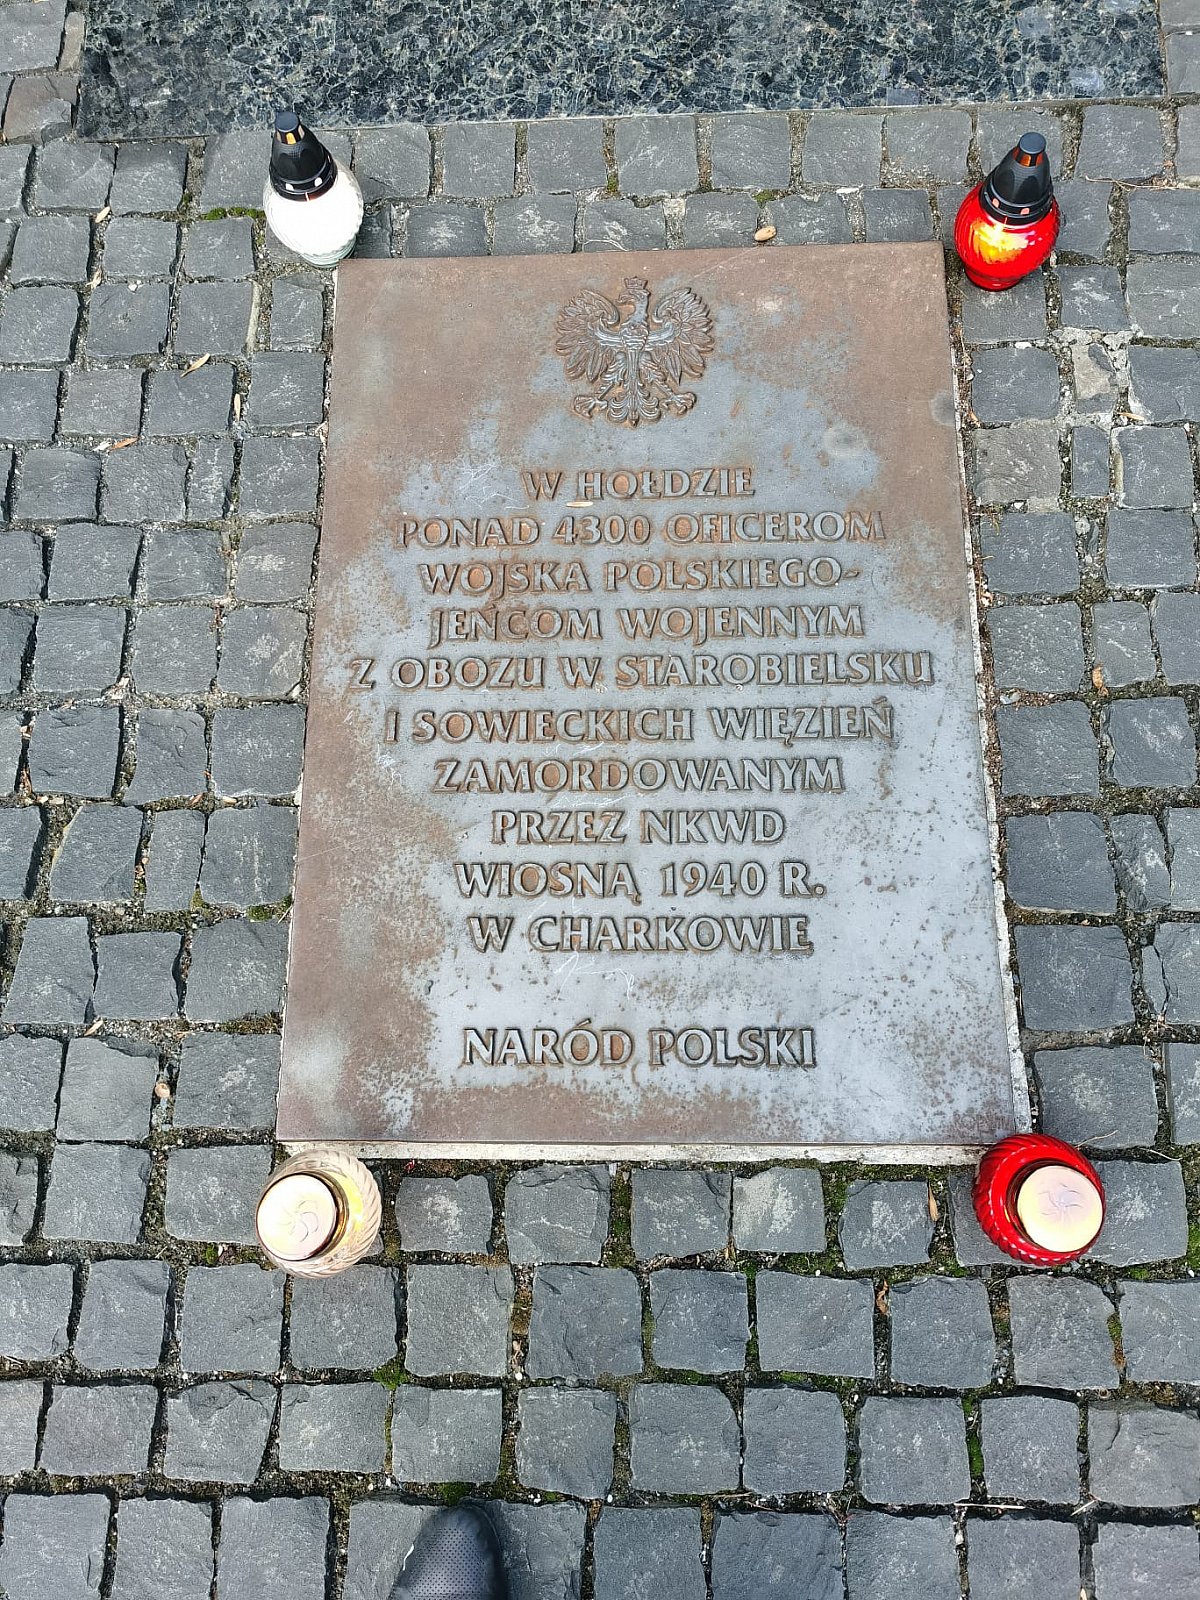 W HOŁDZIE
PONAD 4300 OFICEROM
WOJSKA POLSKIEGO-
JEŃCOM WOJENNYM
Z OBOZU W STAROBIELSKU
I SOWIECKICH WIĘZIEŃ
ZAMORDOWANYM
PRZEZ NKWD
WIOSNĄ 1940 R.
W CHARKOWIE
NARÓD POLSKI